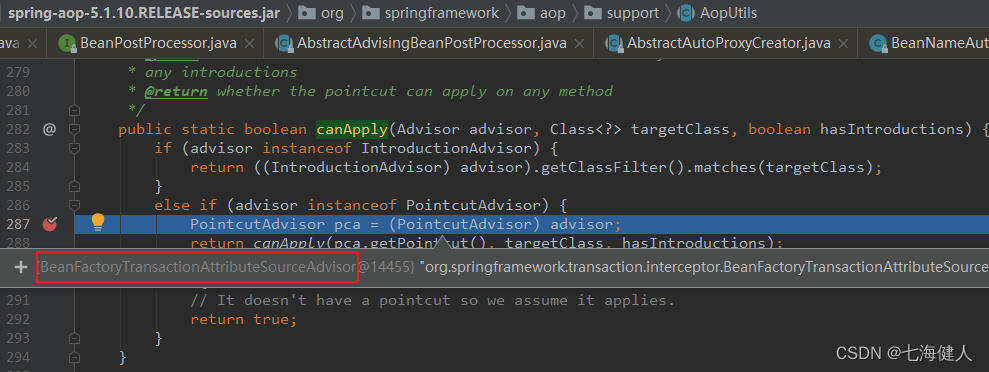 spring-aop-5.1.10.RELEASE-sources.jar org springframework aop support AopUtils
ava BeanPostProcessor.java AbstractAdvisingBeanPostProcessor.java AbstractAutoProxyCreator.java BeanNameAut
279 * any introductions
280 * @return whether the pointcut can apply on any method
281 */
282 @ public static boolean canApply(Advisor advisor, Class<?> targetClass, boolean hasIntroductions) {
283 if (advisor instanceof IntroductionAdvisor) {
284 return ((IntroductionAdvisor) advisor).getClassFilter().matches(targetClass);
285 }
286 else if (advisor instanceof PointcutAdvisor) {
287 PointcutAdvisor pca = (PointcutAdvisor) advisor;
288 return canApply(pca.getPointcut(), targetClass, hasIntroductions);
+ {BeanFactoryTransactionAttributeSourceAdvisor@14455} "org.springframework.transaction.interceptor.BeanFactoryTransactionAttributeSource
291 // It doesn't have a pointcut so we assume it applies.
292 return true;
293 }
294 }
CSDN @七海健人